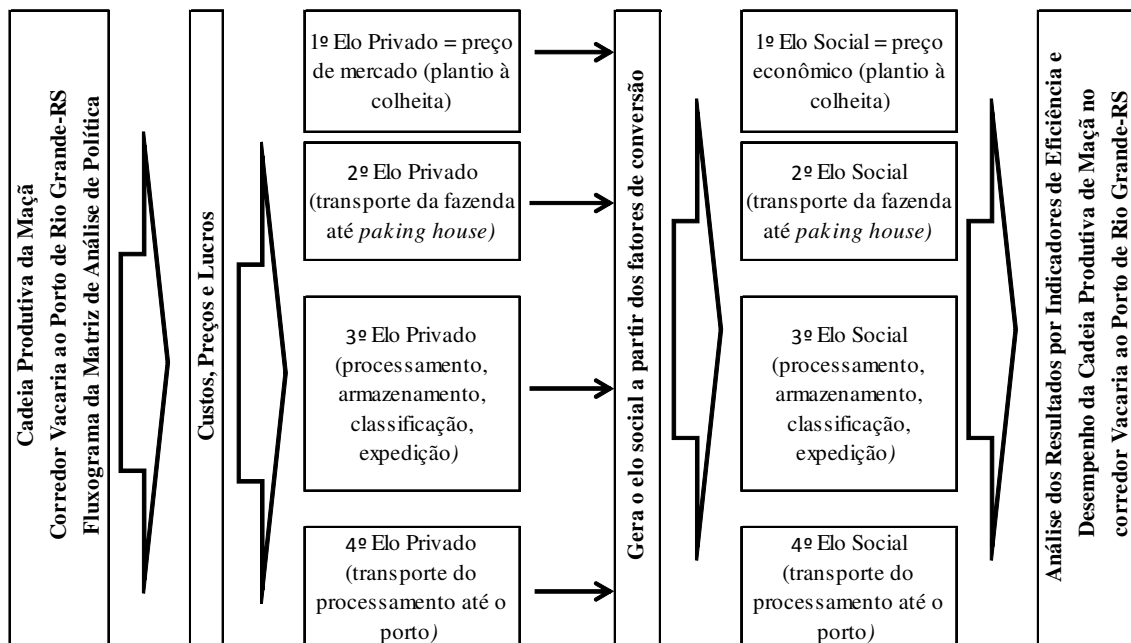 Cadeia Produtiva da Maçã
Corredor Vacaria ao Porto de Rio Grande-RS
Fluxograma da Matriz de Análise de Política
Custos, Preços e Lucros
1º Elo Privado = preço
de mercado (plantio à
colheita)
2º Elo Privado
(transporte da fazenda
até paking house)
3º Elo Privado
(processamento,
armazenamento,
classificação,
expedição)
4º Elo Privado
(transporte do
processamento até o
porto)
Gera o elo social a partir dos fatores de conversão
1º Elo Social = preço
econômico (plantio à
colheita)
2º Elo Social
(transporte da fazenda
até paking house)
3º Elo Social
(processamento,
armazenamento,
classificação,
expedição)
4º Elo Social
(transporte do
processamento até o
porto)
Análise dos Resultados por Indicadores de Eficiência e
Desempenho da Cadeia Produtiva de Maçã no
corredor Vacaria ao Porto de Rio Grande-RS